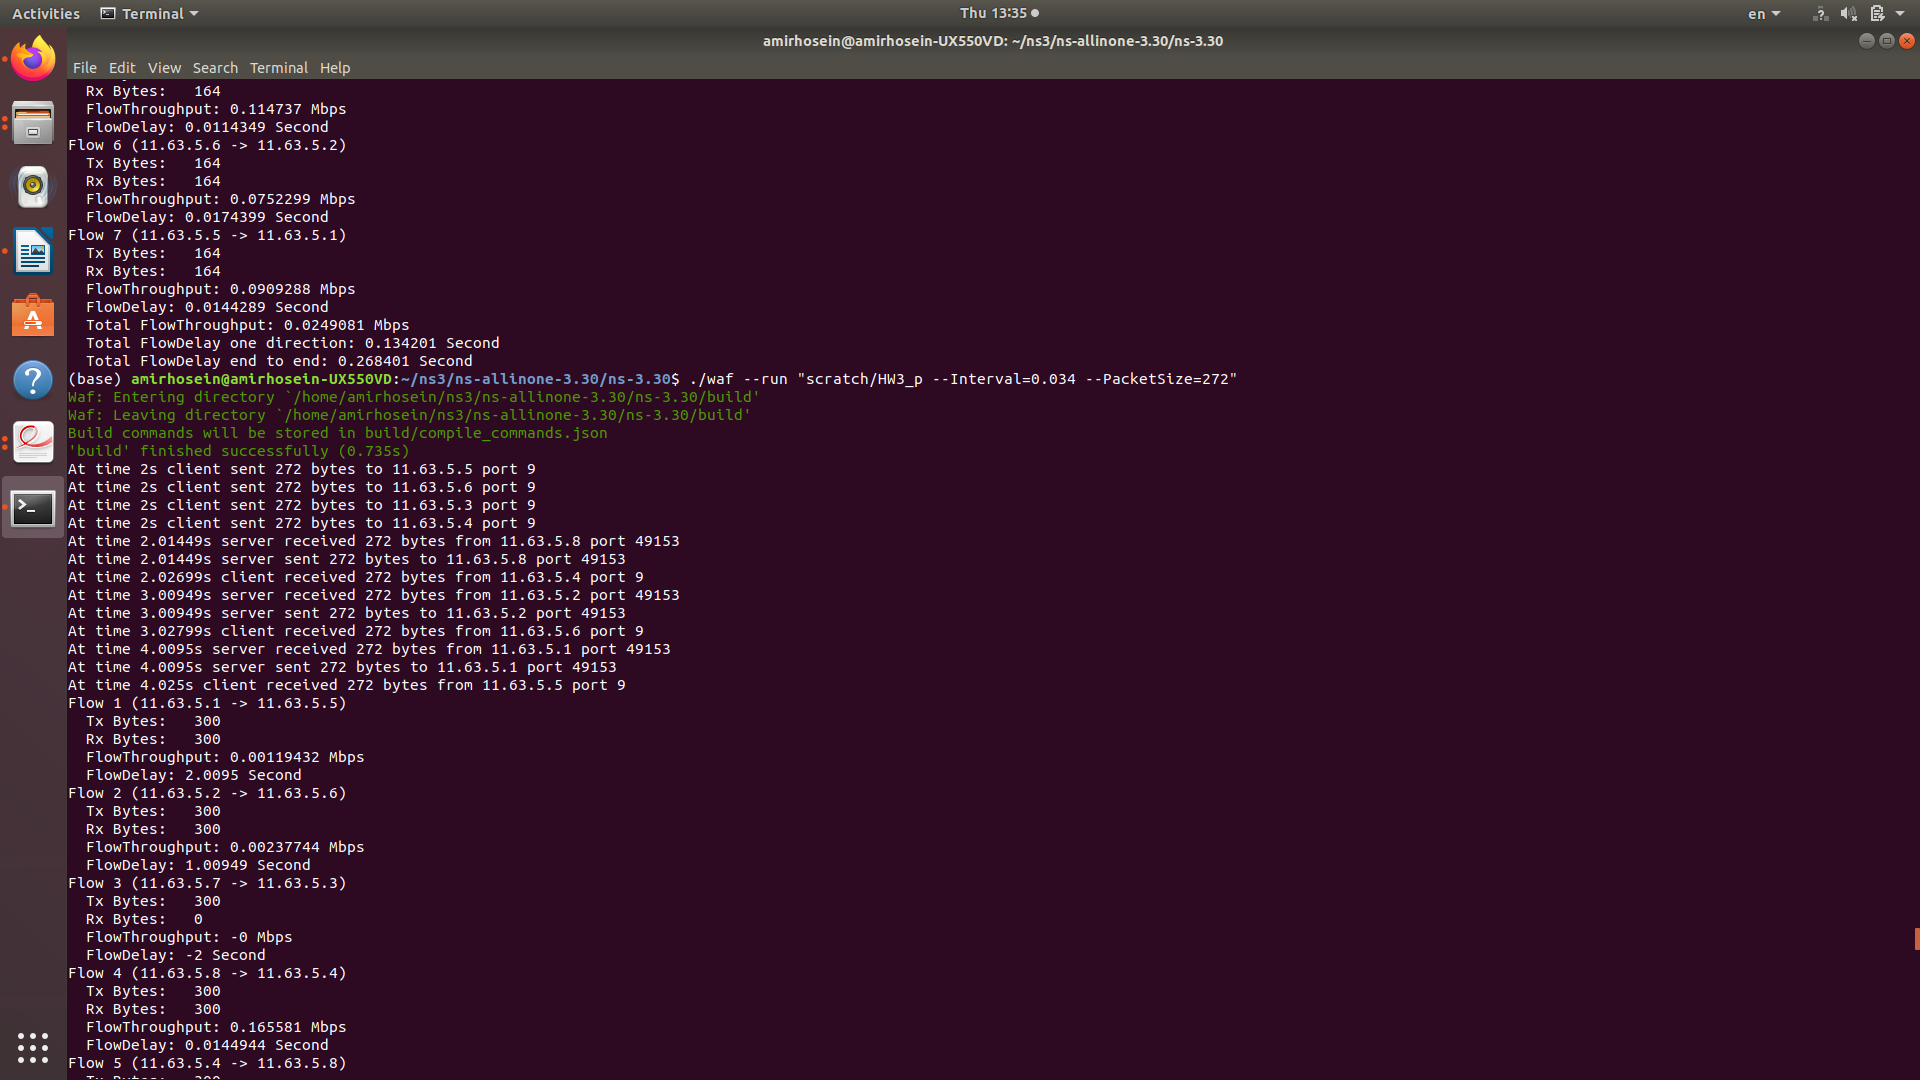 Activities
Terminal
Thu 13:35
en
amirhosein@amirhosein-UX550VD: ~/ns3/ns-allinone-3.30/ns-3.30
File Edit View Search Terminal Help
Rx Bytes: 164
FlowThroughput: 0.114737 Mbps
FlowDelay: 0.0114349 Second
Flow 6 (11.63.5.6 -> 11.63.5.2)
Tx Bytes: 164
Rx Bytes: 164
FlowThroughput: 0.0752299 Mbps
FlowDelay: 0.0174399 Second
Flow 7 (11.63.5.5 -> 11.63.5.1)
Tx Bytes: 164
Rx Bytes: 164
FlowThroughput: 0.0909288 Mbps
FlowDelay: 0.0144289 Second
Total FlowThroughput: 0.0249081 Mbps
Total FlowDelay one direction: 0.134201 Second
Total FlowDelay end to end: 0.268401 Second
(base) amirhosein@amirhosein-UX550VD:~/ns3/ns-allinone-3.30/ns-3.30$ ./waf --run "scratch/HW3_p --Interval=0.034 --PacketSize=272"
Waf: Entering directory `/home/amirhosein/ns3/ns-allinone-3.30/ns-3.30/build'
Waf: Leaving directory `/home/amirhosein/ns3/ns-allinone-3.30/ns-3.30/build'
Build commands will be stored in build/compile_commands.json
'build' finished successfully (0.735s)
At time 2s client sent 272 bytes to 11.63.5.5 port 9
At time 2s client sent 272 bytes to 11.63.5.6 port 9
At time 2s client sent 272 bytes to 11.63.5.3 port 9
At time 2s client sent 272 bytes to 11.63.5.4 port 9
At time 2.01449s server received 272 bytes from 11.63.5.8 port 49153
At time 2.01449s server sent 272 bytes to 11.63.5.8 port 49153
At time 2.02699s client received 272 bytes from 11.63.5.4 port 9
At time 3.00949s server received 272 bytes from 11.63.5.2 port 49153
At time 3.00949s server sent 272 bytes to 11.63.5.2 port 49153
At time 3.02799s client received 272 bytes from 11.63.5.6 port 9
At time 4.0095s server received 272 bytes from 11.63.5.1 port 49153
At time 4.0095s server sent 272 bytes to 11.63.5.1 port 49153
At time 4.025s client received 272 bytes from 11.63.5.5 port 9
Flow 1 (11.63.5.1 -> 11.63.5.5)
Tx Bytes: 300
Rx Bytes: 300
FlowThroughput: 0.00119432 Mbps
FlowDelay: 2.0095 Second
Flow 2 (11.63.5.2 -> 11.63.5.6)
Tx Bytes: 300
Rx Bytes: 300
FlowThroughput: 0.00237744 Mbps
FlowDelay: 1.00949 Second
Flow 3 (11.63.5.7 -> 11.63.5.3)
Tx Bytes: 300
Rx Bytes: 0
FlowThroughput: -0 Mbps
FlowDelay: -2 Second
Flow 4 (11.63.5.8 -> 11.63.5.4)
Tx Bytes: 300
Rx Bytes: 300
FlowThroughput: 0.165581 Mbps
FlowDelay: 0.0144944 Second
Flow 5 (11.63.5.4 -> 11.63.5.8)